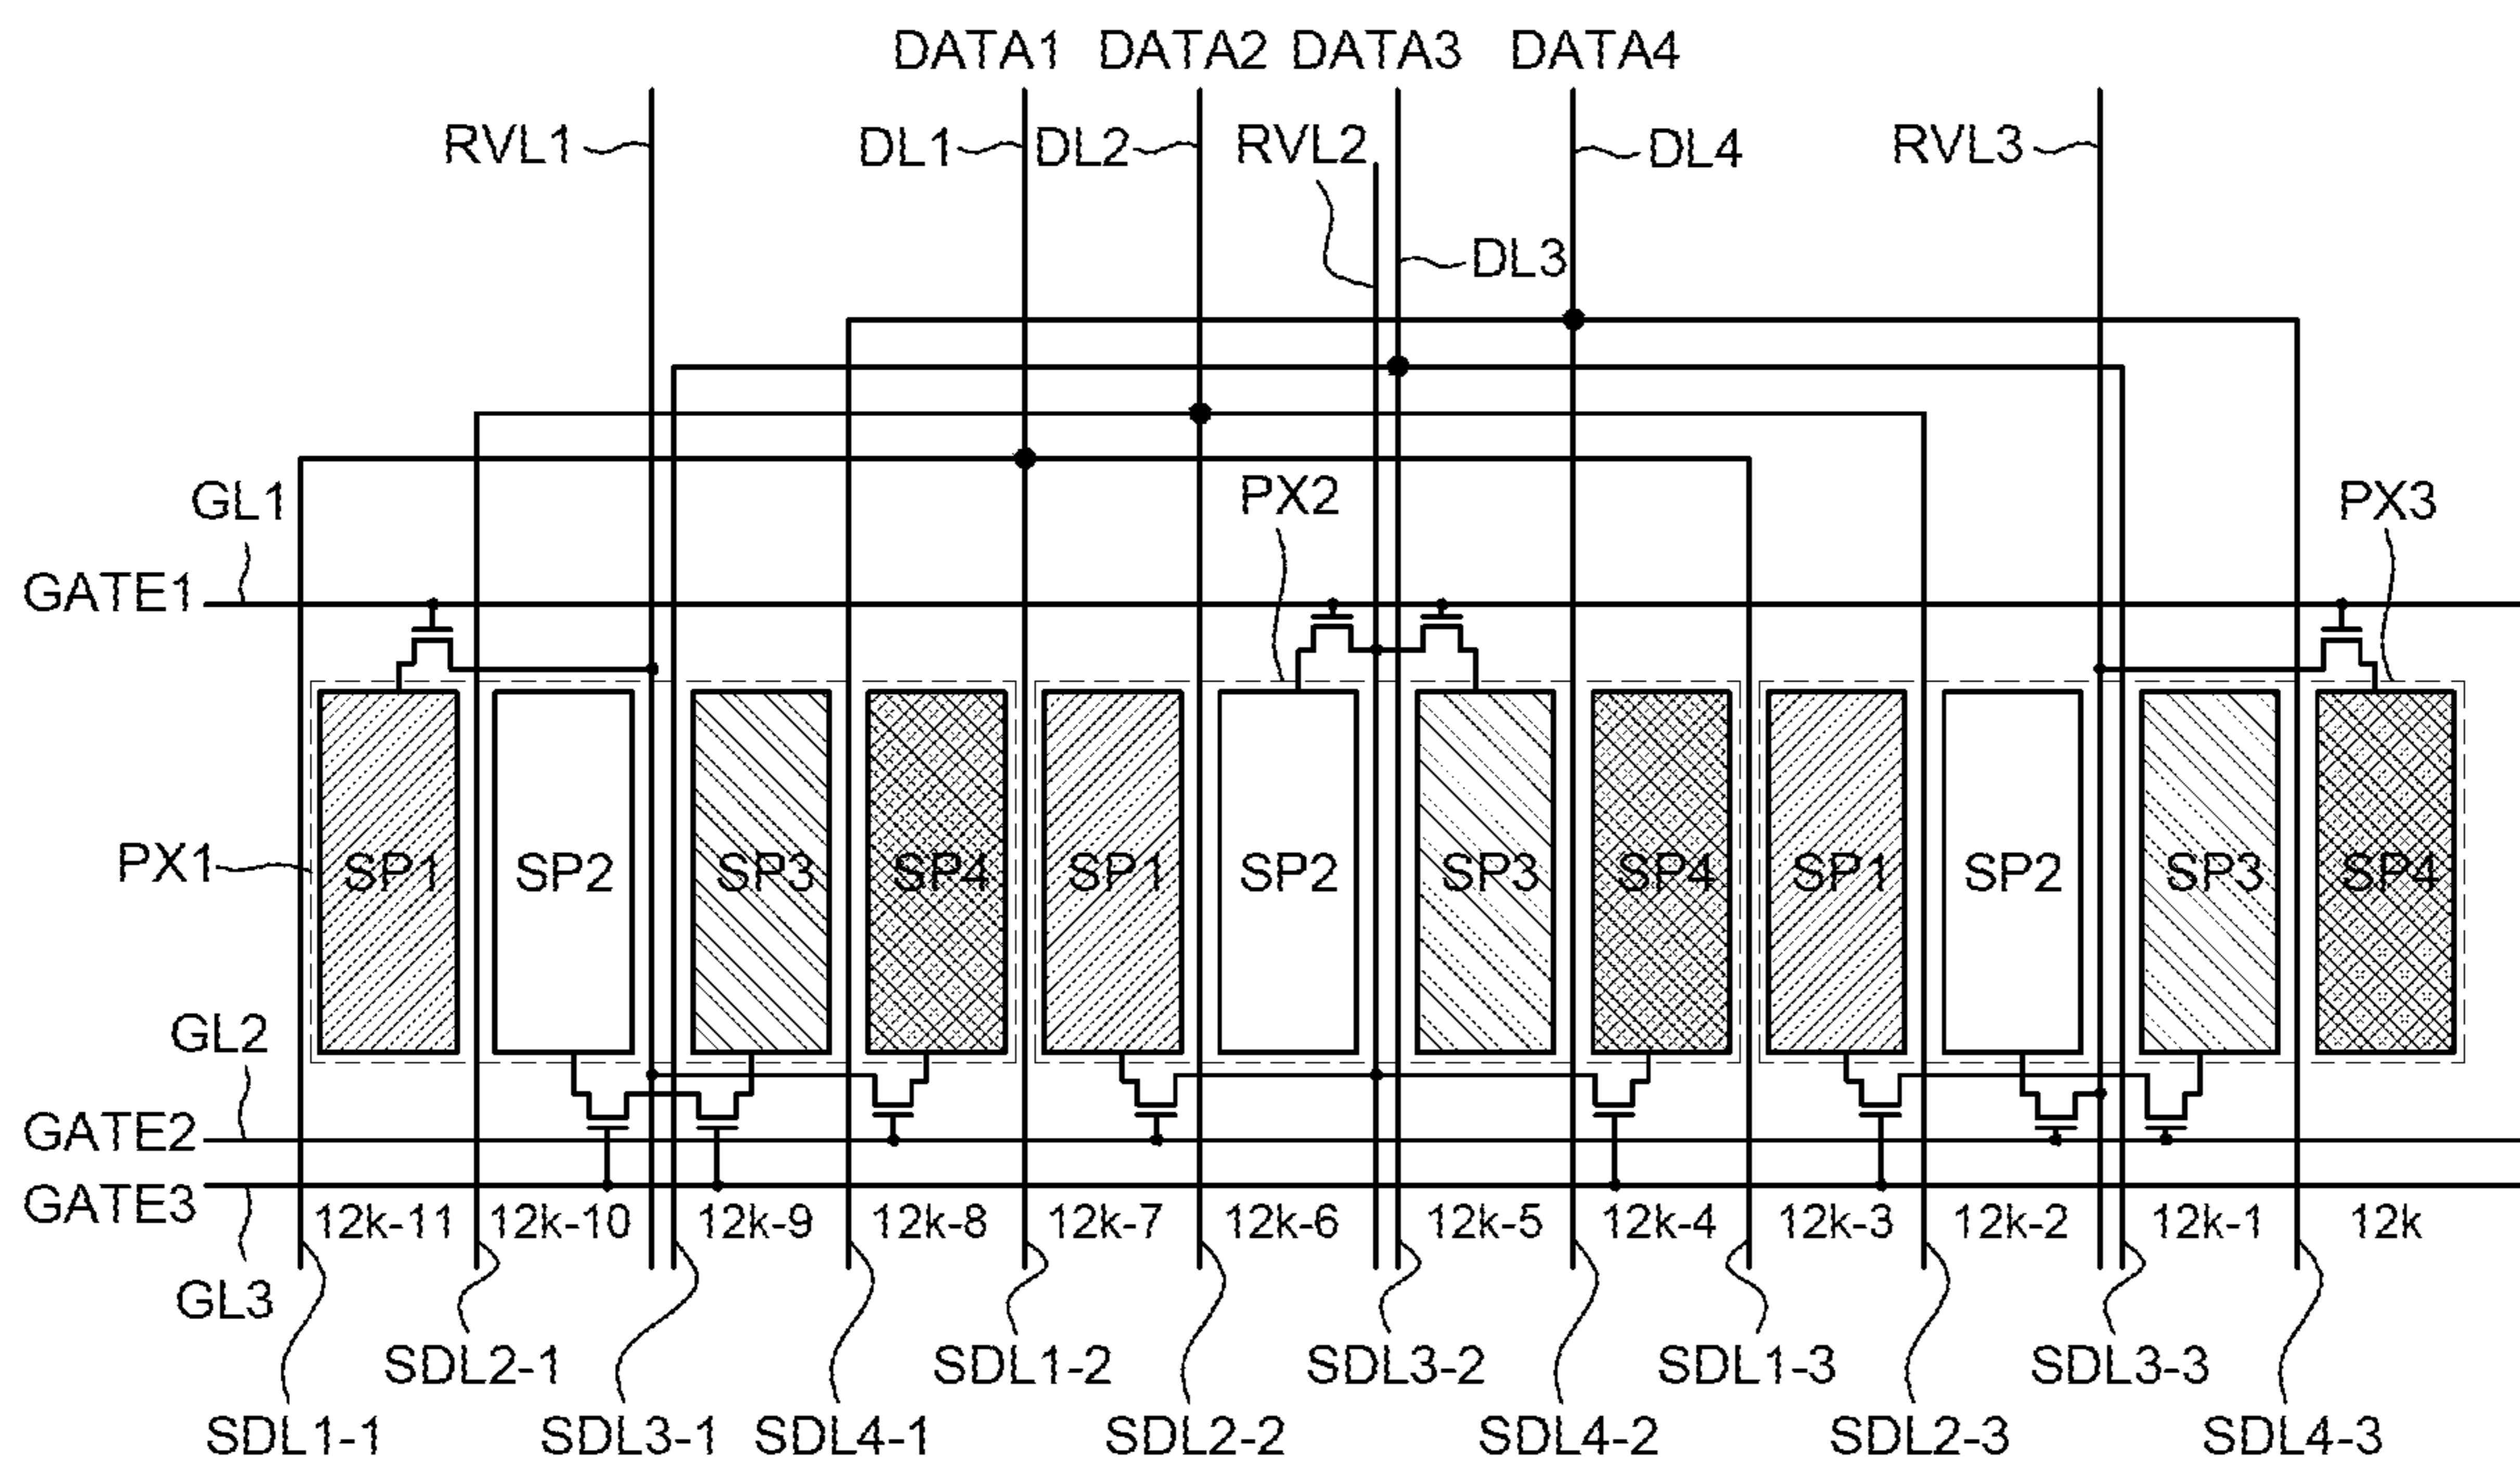 DATA1 DATA2 DATA3 DATA4
RVL1 DL1 DL2 RVL2 DL4 RVL3
DL3
GL1 PX2 PX3
GATE1
PX1 SP1 SP2 SP3 SP4 SP1 SP2 SP3 SP4 SP1 SP2 SP3 SP4
GL2
GATE2
GATE3 12k-11 12k-10 12k-9 12k-8 12k-7 12k-6 12k-5 12k-4 12k-3 12k-2 12k-1 12k
GL3
SDL2-1 SDL1-2 SDL3-2 SDL1-3 SDL3-3
SDL1-1 SDL3-1 SDL4-1 SDL2-2 SDL4-2 SDL2-3 SDL4-3